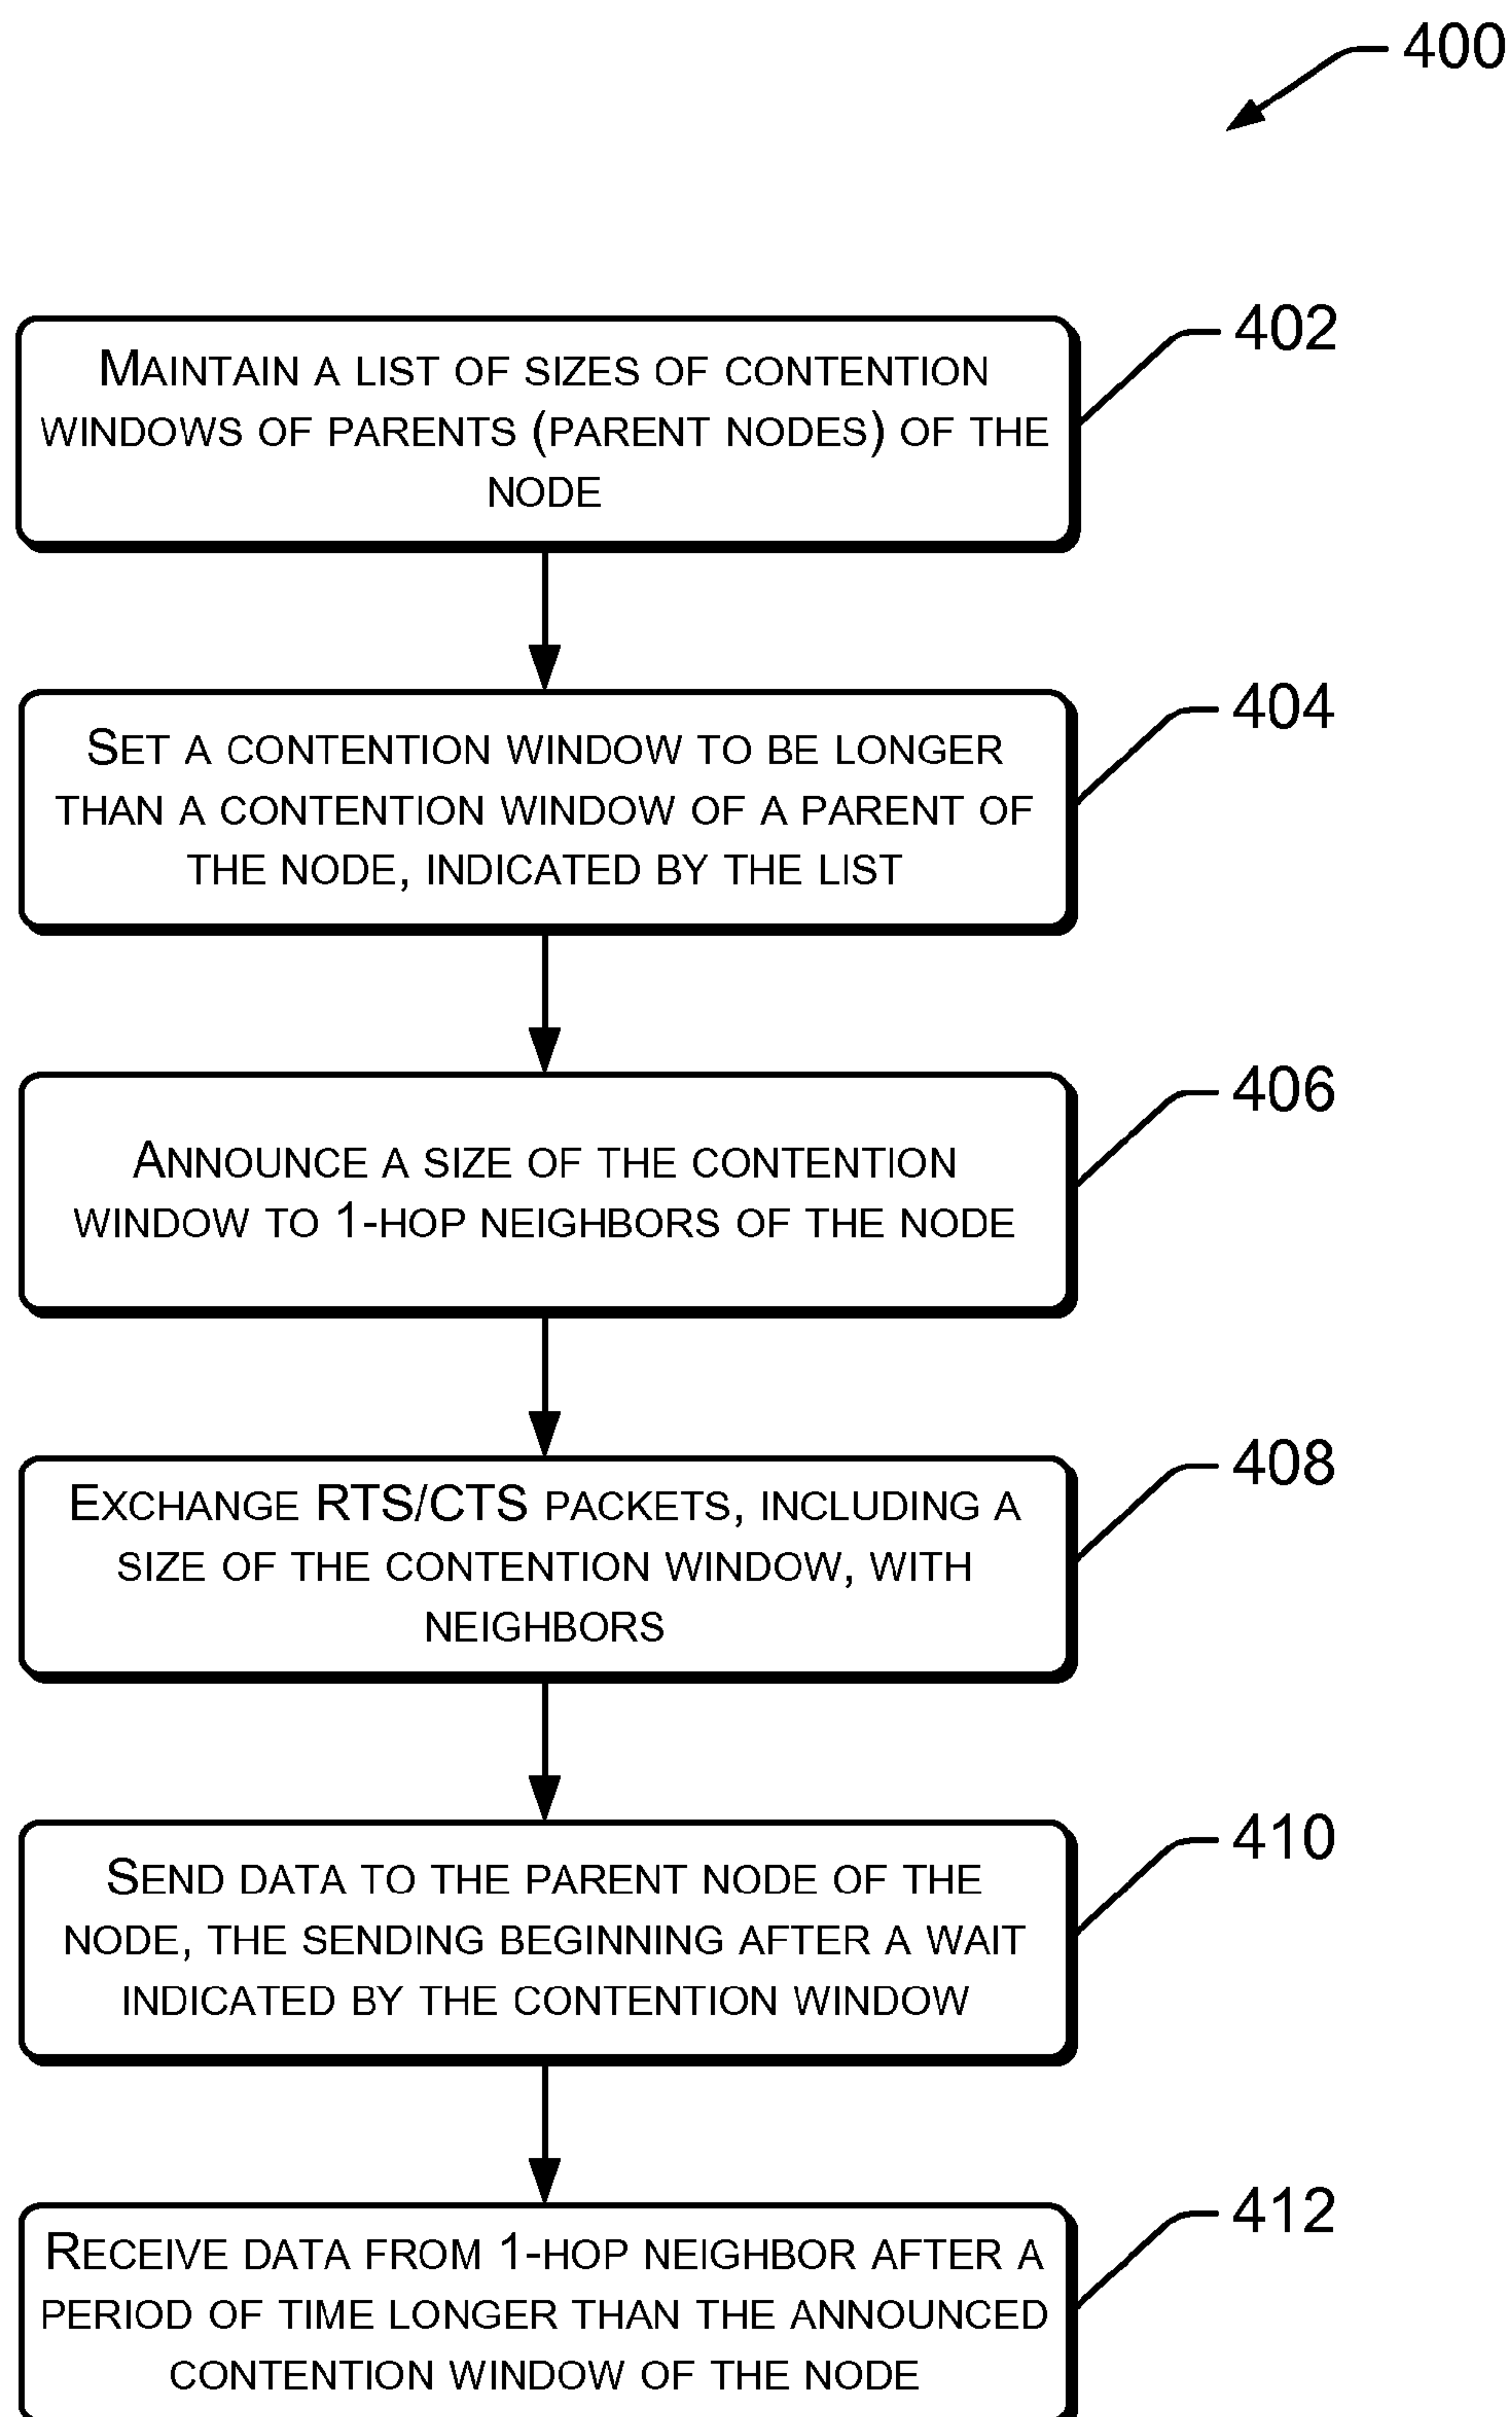 400
MAINTAIN A LIST OF SIZES OF CONTENTION
WINDOWS OF PARENTS (PARENT NODES) OF THE
NODE
402
SET A CONTENTION WINDOW TO BE LONGER
THAN A CONTENTION WINDOW OF A PARENT OF
THE NODE, INDICATED BY THE LIST
404
ANNOUNCE A SIZE OF THE CONTENTION
WINDOW TO 1-HOP NEIGHBORS OF THE NODE
406
EXCHANGE RTS/CTS PACKETS, INCLUDING A
SIZE OF THE CONTENTION WINDOW, WITH
NEIGHBORS
408
SEND DATA TO THE PARENT NODE OF THE
NODE, THE SENDING BEGINNING AFTER A WAIT
INDICATED BY THE CONTENTION WINDOW
410
RECEIVE DATA FROM 1-HOP NEIGHBOR AFTER A
PERIOD OF TIME LONGER THAN THE ANNOUNCED
CONTENTION WINDOW OF THE NODE
412